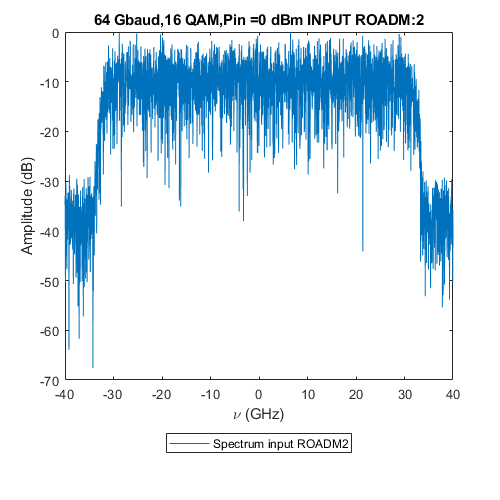 64 Gbaud,16 QAM,Pin =0 dBm INPUT ROADM:2
Amplitude (dB)
0
-10
-20
-30
-40
-50
-60
-70
-40 -30 -20 -10 0 10 20 30 40
ν (GHz)
Spectrum input ROADM2